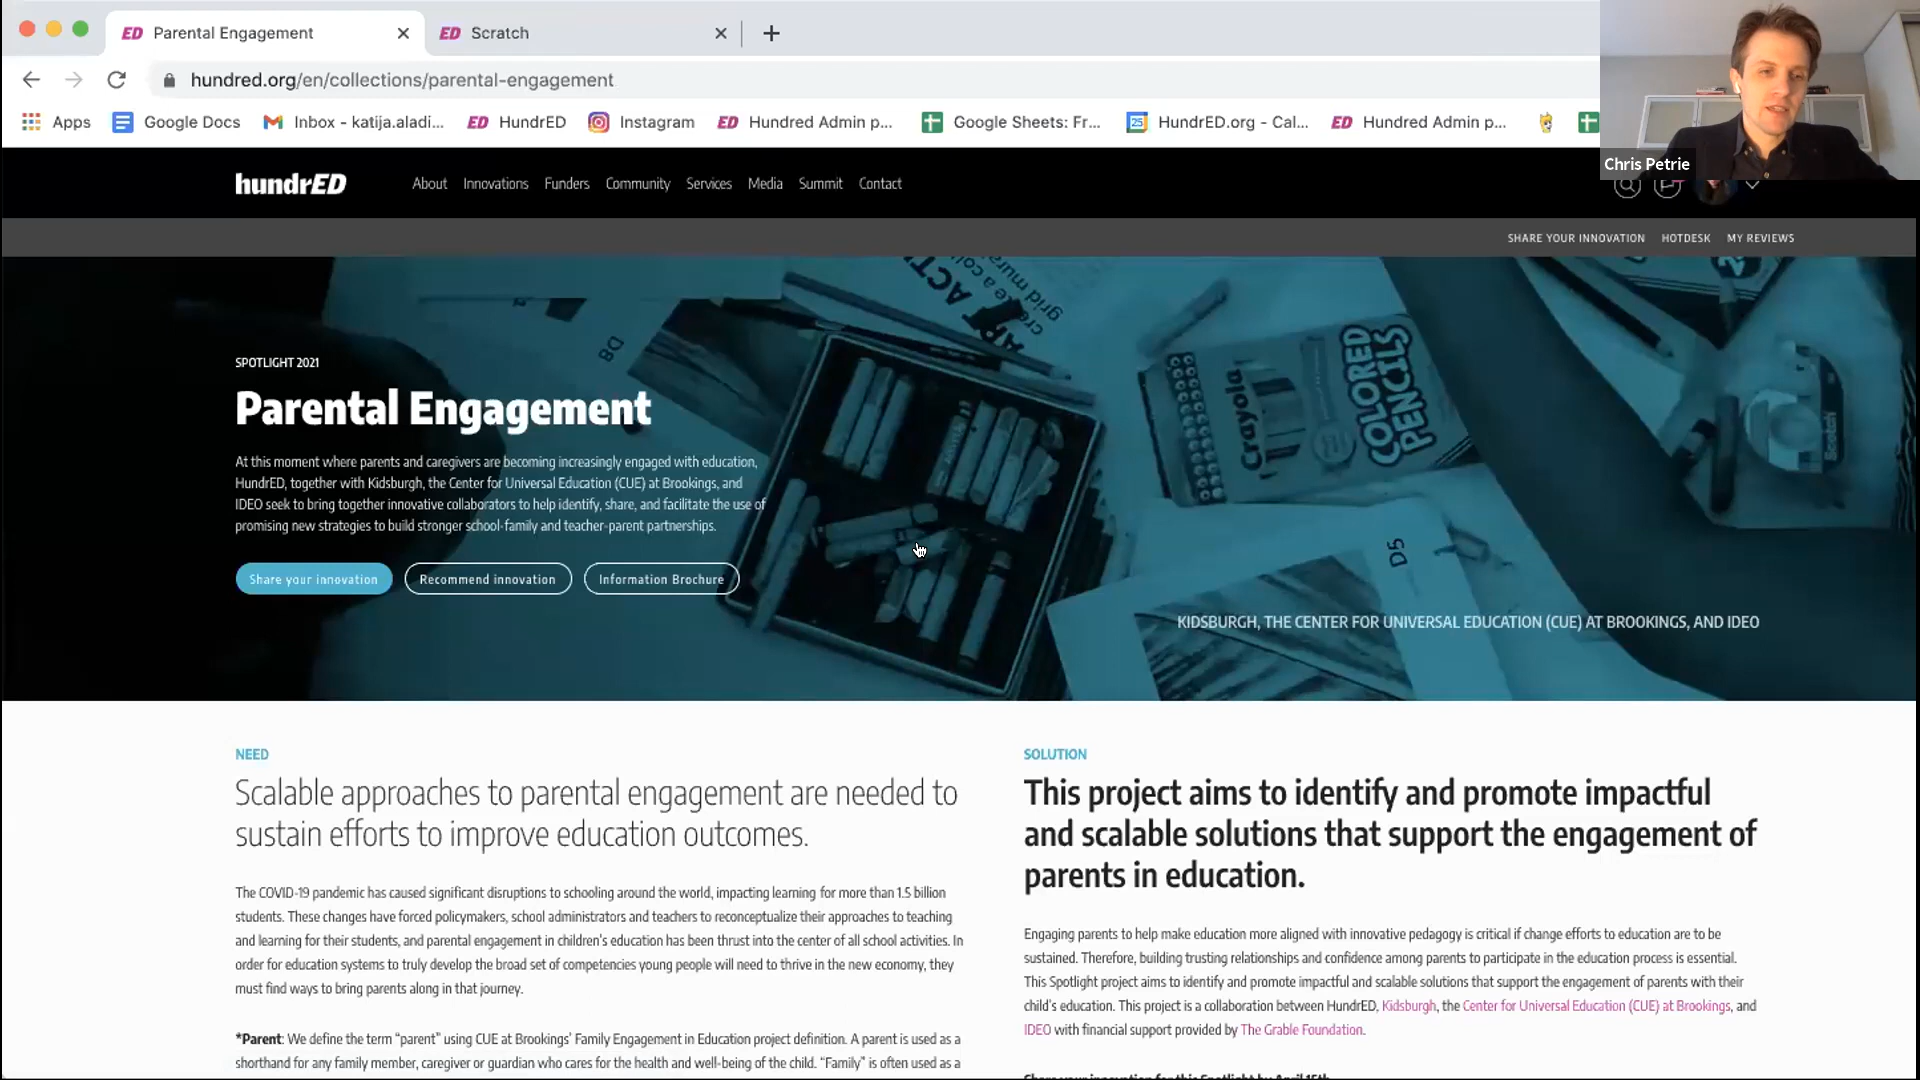 ED Parental Engagement
ED Scratch
hundred.org/en/collections/parental-engagement
Apps
Google Docs
Inbox - katija.aladi...
ED HundrED
Instagram
ED Hundred Admin p...
Google Sheets: Fr...
25 HundrED.org - Cal...
ED Hundred Admin p...
Chris Petrie
hundrED
About Innovations Funders Community Services Media Summit Contact
SHARE YOUR INNOVATION HOTDESK MY REVIEWS
SPOTLIGHT 2021
Parental Engagement
At this moment where parents and caregivers are becoming increasingly engaged with education,
HundrED, together with Kidsburgh, the Center for Universal Education (CUE) at Brookings, and
IDEO seek to bring together innovative collaborators to help identify, share, and facilitate the use of
promising new strategies to build stronger school-family and teacher-parent partnerships.
Share your innovation
Recommend innovation
Information Brochure
D8
Crayola
COLORED
PENCILS
Scotch
D5
KIDSBURGH, THE CENTER FOR UNIVERSAL EDUCATION (CUE) AT BROOKINGS, AND IDEO
NEED
Scalable approaches to parental engagement are needed to
sustain efforts to improve education outcomes.
The COVID-19 pandemic has caused significant disruptions to schooling around the world, impacting learning for more than 1.5 billion
students. These changes have forced policymakers, school administrators and teachers to reconceptualize their approaches to teaching
and learning for their students, and parental engagement in children's education has been thrust into the center of all school activities. In
order for education systems to truly develop the broad set of competencies young people will need to thrive in the new economy, they
must find ways to bring parents along in that journey.
*Parent: We define the term “parent” using CUE at Brookings’ Family Engagement in Education project definition. A parent is used as a
shorthand for any family member, caregiver or guardian who cares for the health and well-being of the child. “Family” is often used as a
SOLUTION
This project aims to identify and promote impactful
and scalable solutions that support the engagement of
parents in education.
Engaging parents to help make education more aligned with innovative pedagogy is critical if change efforts to education are to be
sustained. Therefore, building trusting relationships and confidence among parents to participate in the education process is essential.
This Spotlight project aims to identify and promote impactful and scalable solutions that support the engagement of parents with their
child's education. This project is a collaboration between HundrED, Kidsburgh, the Center for Universal Education (CUE) at Brookings, and
IDEO with financial support provided by The Grable Foundation.
Share your innovation for this Spotlight by April 15th